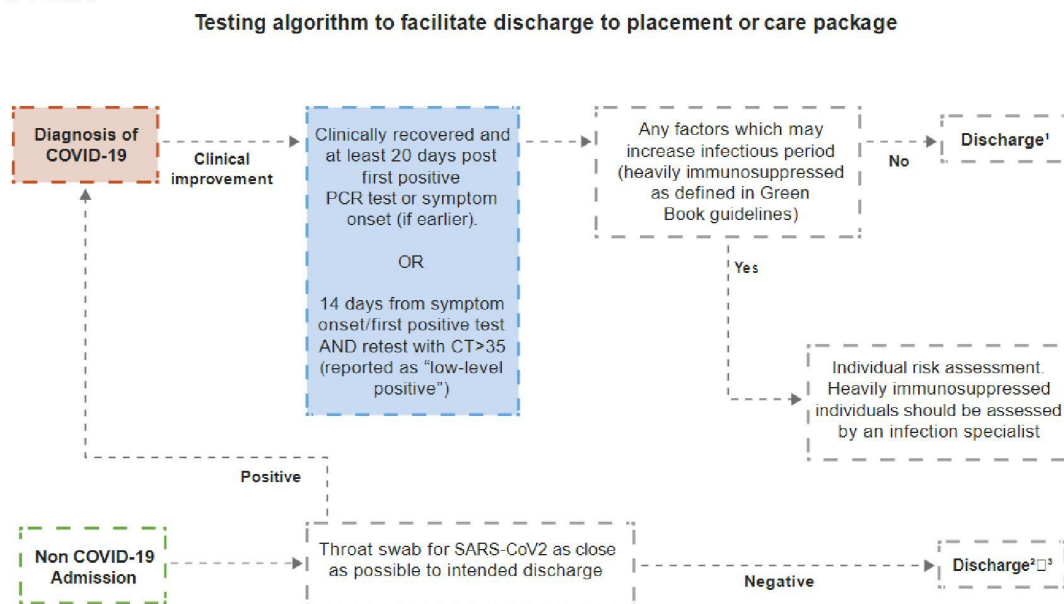 Testing algorithm to facilitate discharge to placement or care package
Diagnosis of
COVID-19
Clinical
improvement
Clinically recovered and
at least 20 days post
first positive
PCR test or symptom
onset (if earlier).
OR
14 days from symptom
onset/first positive test
AND retest with CT>35
(reported as “low-level
positive”)
Any factors which may
increase infectious period
(heavily immunosuppressed
as defined in Green
Book guidelines)
No
Discharge¹
Yes
Individual risk assessment.
Heavily immunosuppressed
individuals should be assessed
by an infection specialist
Positive
Non COVID-19
Admission
Throat swab for SARS-CoV2 as close
as possible to intended discharge
Negative
Discharge²□³